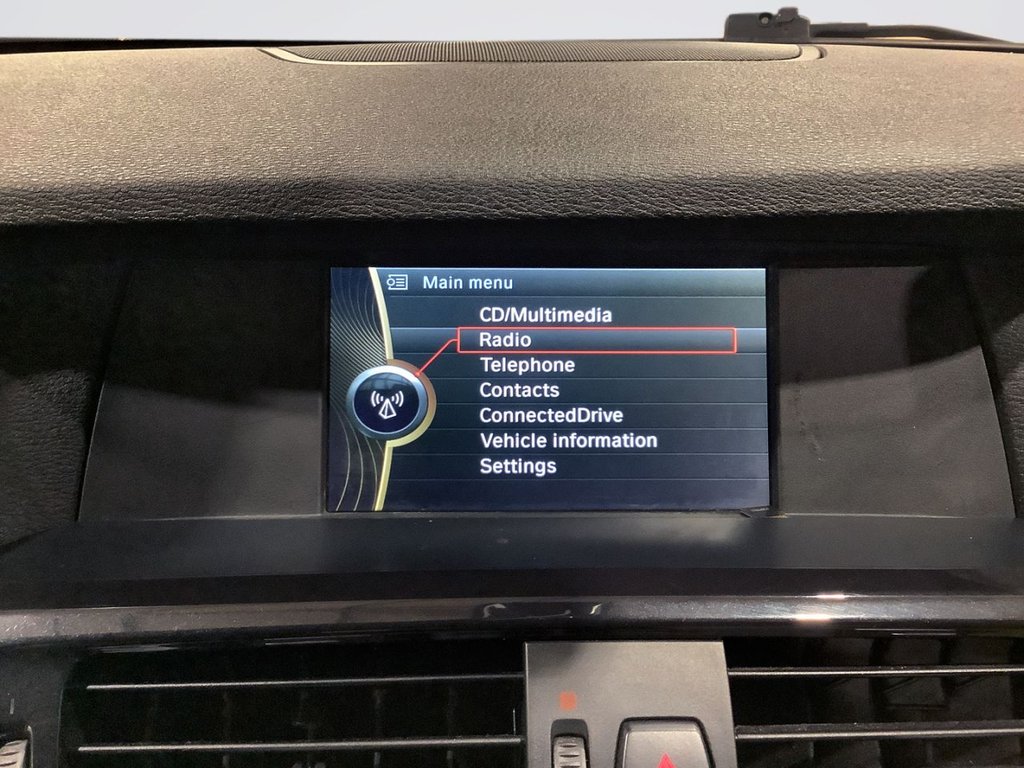 Main menu
CD/Multimedia
Radio
Telephone
Contacts
ConnectedDrive
Vehicle information
Settings